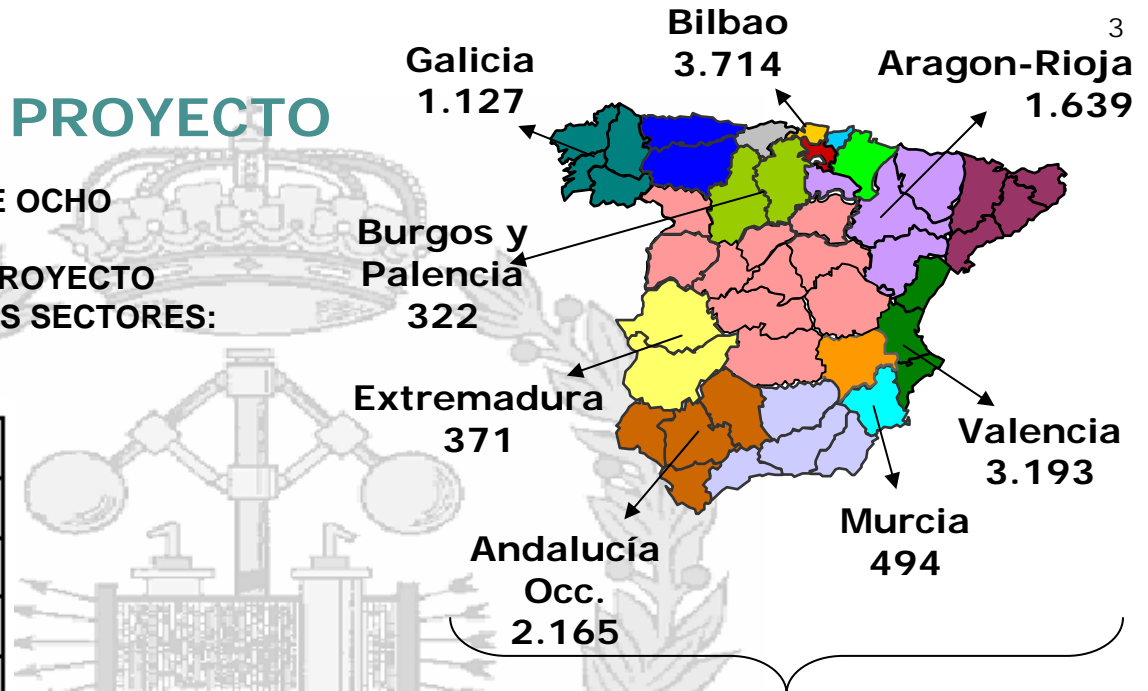 3
PROYECTO
E OCHO
ROYECTO
S SECTORES:
Galicia
1.127
Bilbao
3.714
Aragon-Rioja
1.639
Burgos y
Palencia
322
Extremadura
371
Andalucía
Occ.
2.165
Murcia
494
Valencia
3.193